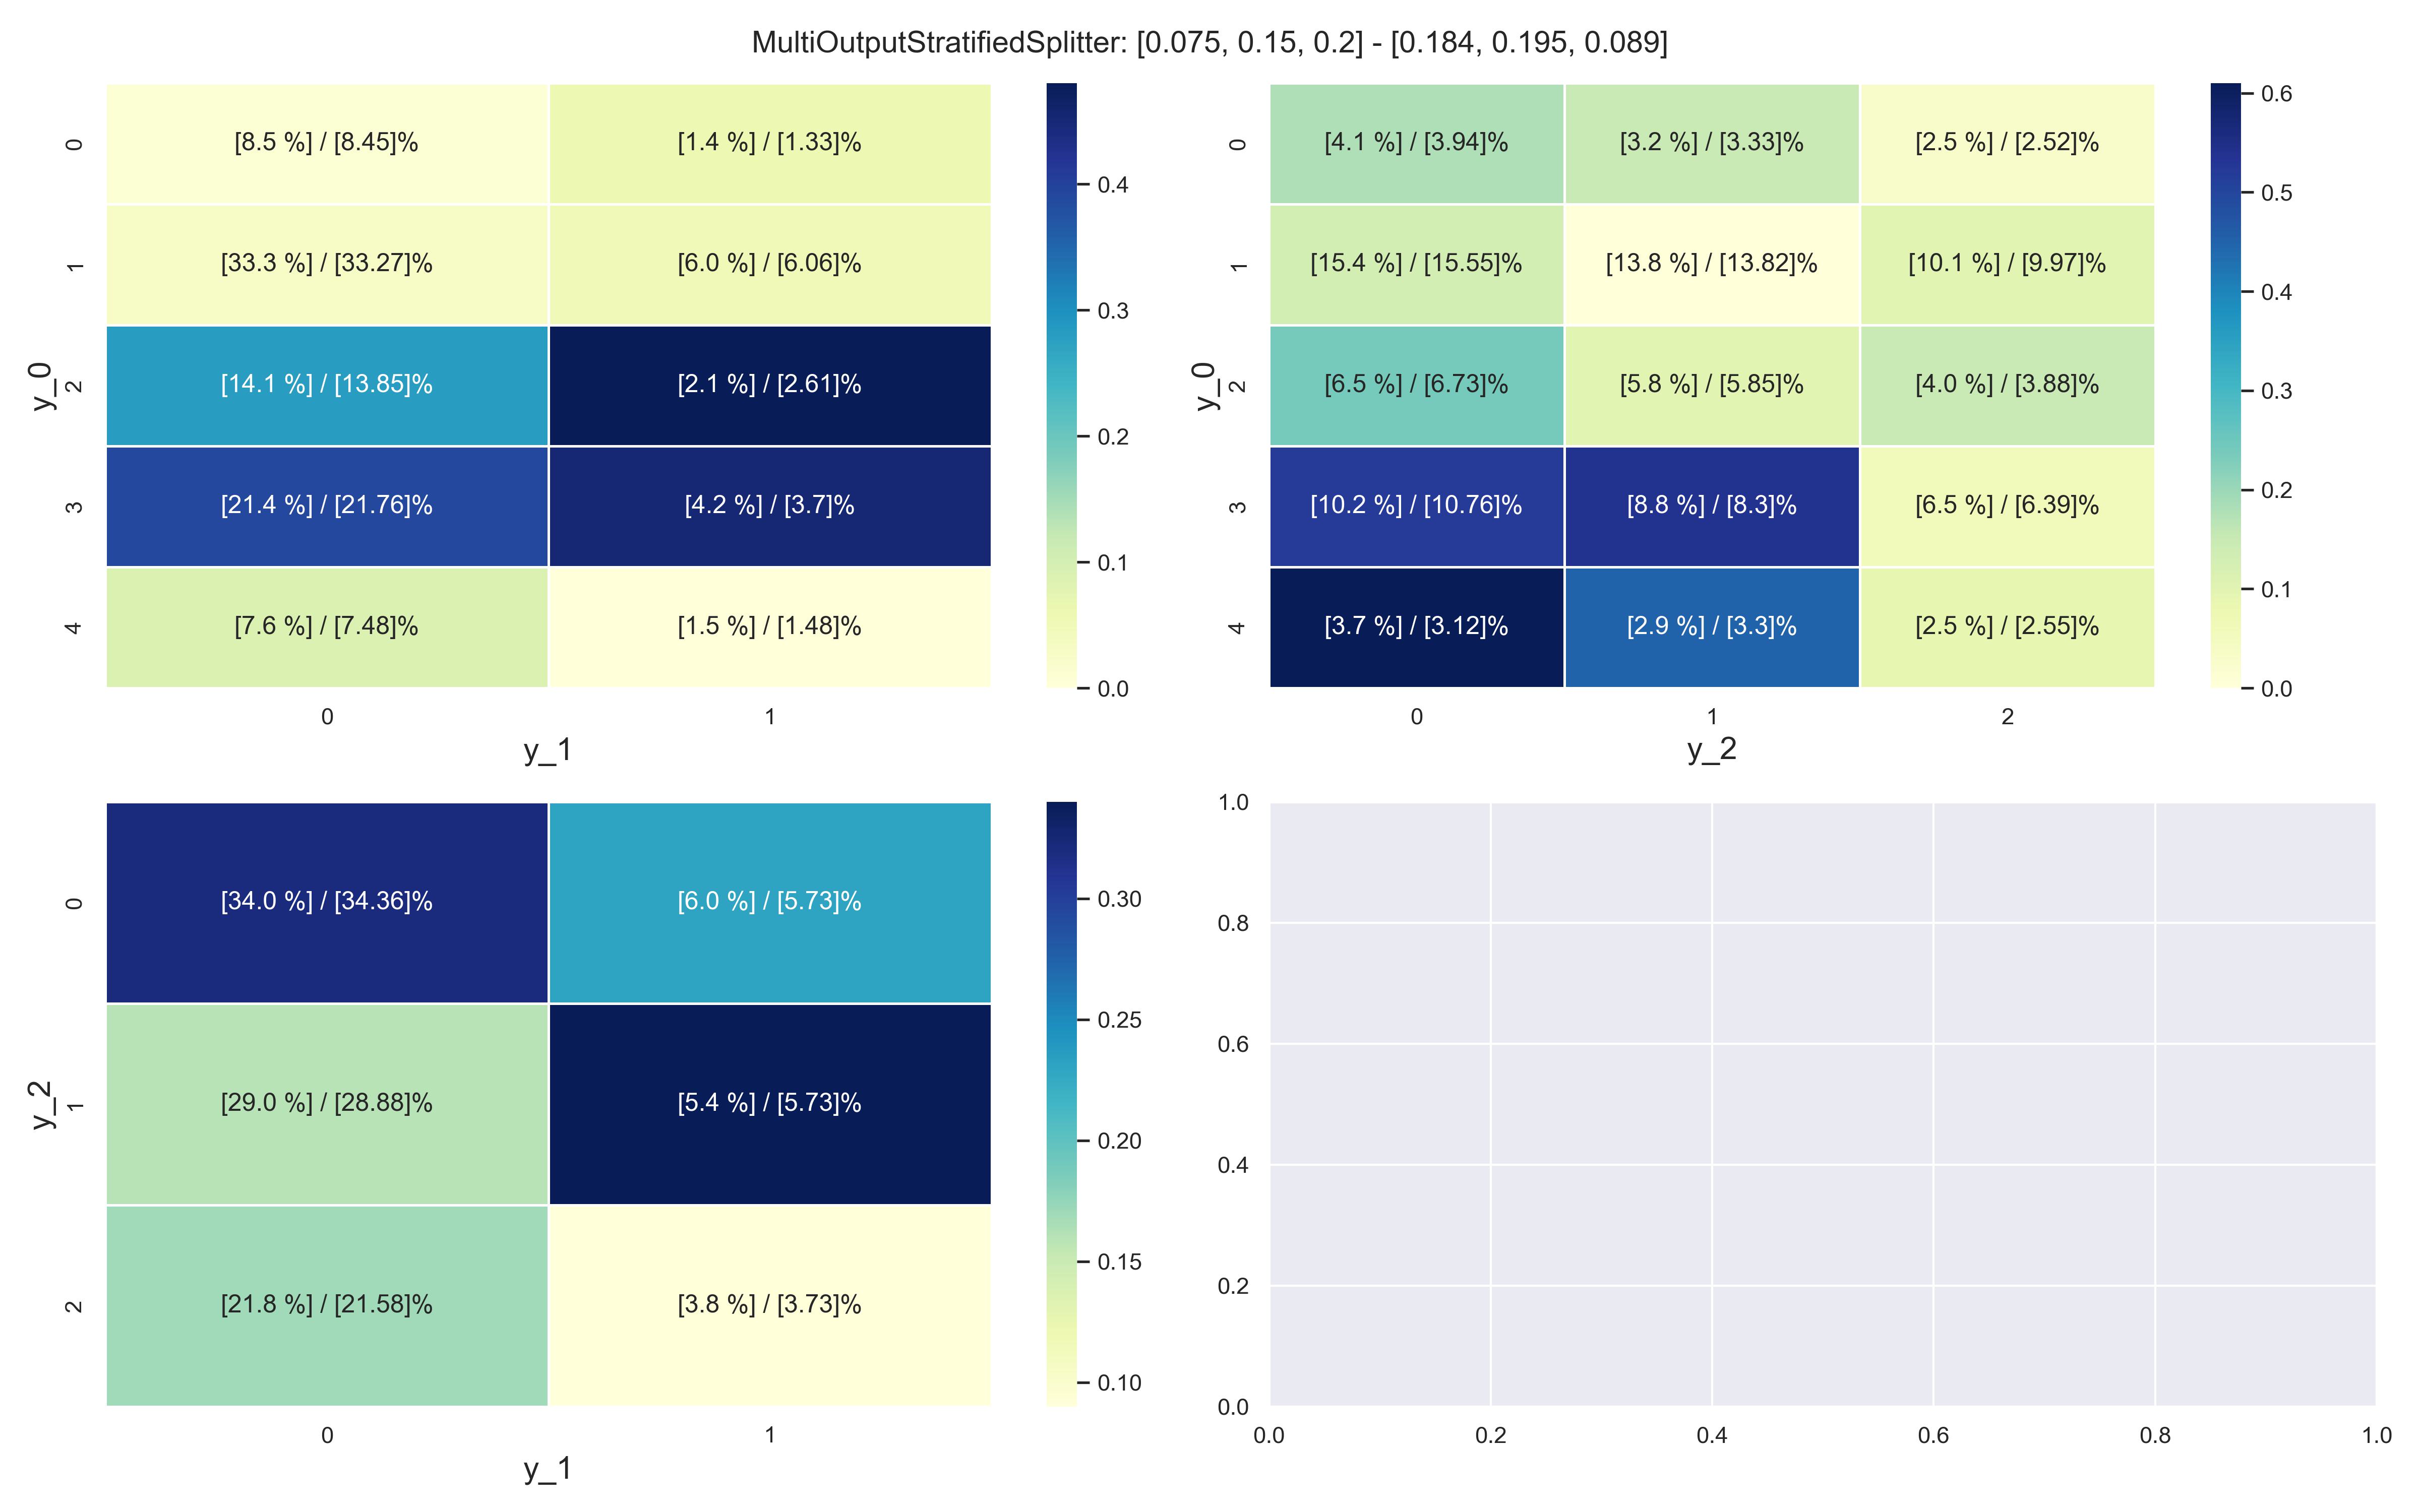 MultiOutputStratifiedSplitter: [0.075, 0.15, 0.2] - [0.184, 0.195, 0.089]
y_0
0
[8.5 %] / [8.45]%
[1.4 %] / [1.33]%
1
[33.3 %] / [33.27]%
[6.0 %] / [6.06]%
2
[14.1 %] / [13.85]%
[2.1 %] / [2.61]%
3
[21.4 %] / [21.76]%
[4.2 %] / [3.7]%
4
[7.6 %] / [7.48]%
[1.5 %] / [1.48]%
0
1
y_1
0.4
0.3
0.2
0.1
0.0
y_0
0
[4.1 %] / [3.94]%
[3.2 %] / [3.33]%
[2.5 %] / [2.52]%
1
[15.4 %] / [15.55]%
[13.8 %] / [13.82]%
[10.1 %] / [9.97]%
2
[6.5 %] / [6.73]%
[5.8 %] / [5.85]%
[4.0 %] / [3.88]%
3
[10.2 %] / [10.76]%
[8.8 %] / [8.3]%
[6.5 %] / [6.39]%
4
[3.7 %] / [3.12]%
[2.9 %] / [3.3]%
[2.5 %] / [2.55]%
0
1
2
y_2
0.6
0.5
0.4
0.3
0.2
0.1
0.0
y_2
0
[34.0 %] / [34.36]%
[6.0 %] / [5.73]%
1
[29.0 %] / [28.88]%
[5.4 %] / [5.73]%
2
[21.8 %] / [21.58]%
[3.8 %] / [3.73]%
0
1
y_1
0.30
0.25
0.20
0.15
0.10
1.0
0.8
0.6
0.4
0.2
0.0
0.0
0.2
0.4
0.6
0.8
1.0